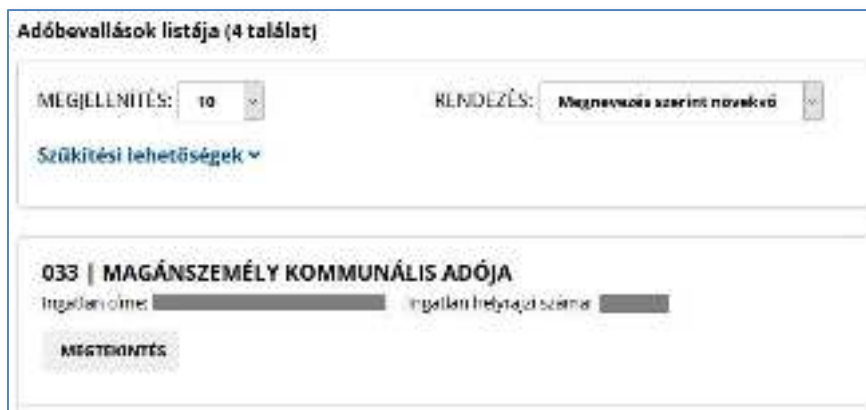 Adóbevallások listája (4 találat)
MEGJELENÍTÉS: 10 RENDEZÉS: Megnevezés szerint növekvő
Szűkítési lehetőségek
033 | MAGÁNSZEMÉLY KOMMUNÁLIS ADÓJA
Ingatlan címe: Ingatlan helyrajzi száma:
MEGTEKINTÉS